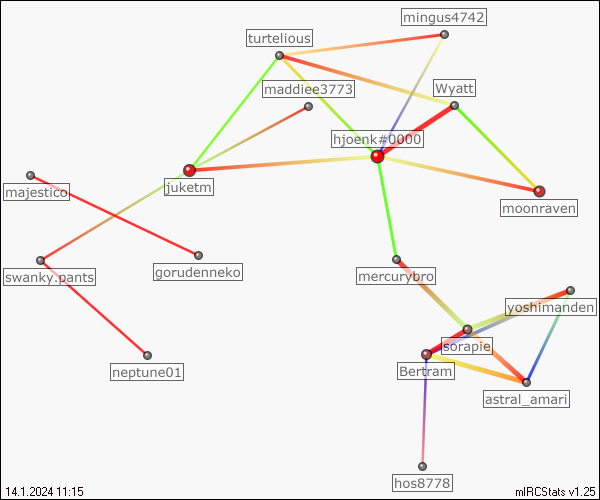 mingus4742
turtelious
maddiee3773
Wyatt
hjoenk#0000
majestico
juketm
moonraven
swanky.pants
gorudenneko
mercurybro
yoshimanden
sorapie
neptune01
Bertram
astral_amari
hos8778
14.1.2024 11:15
mIRCStats v1.25